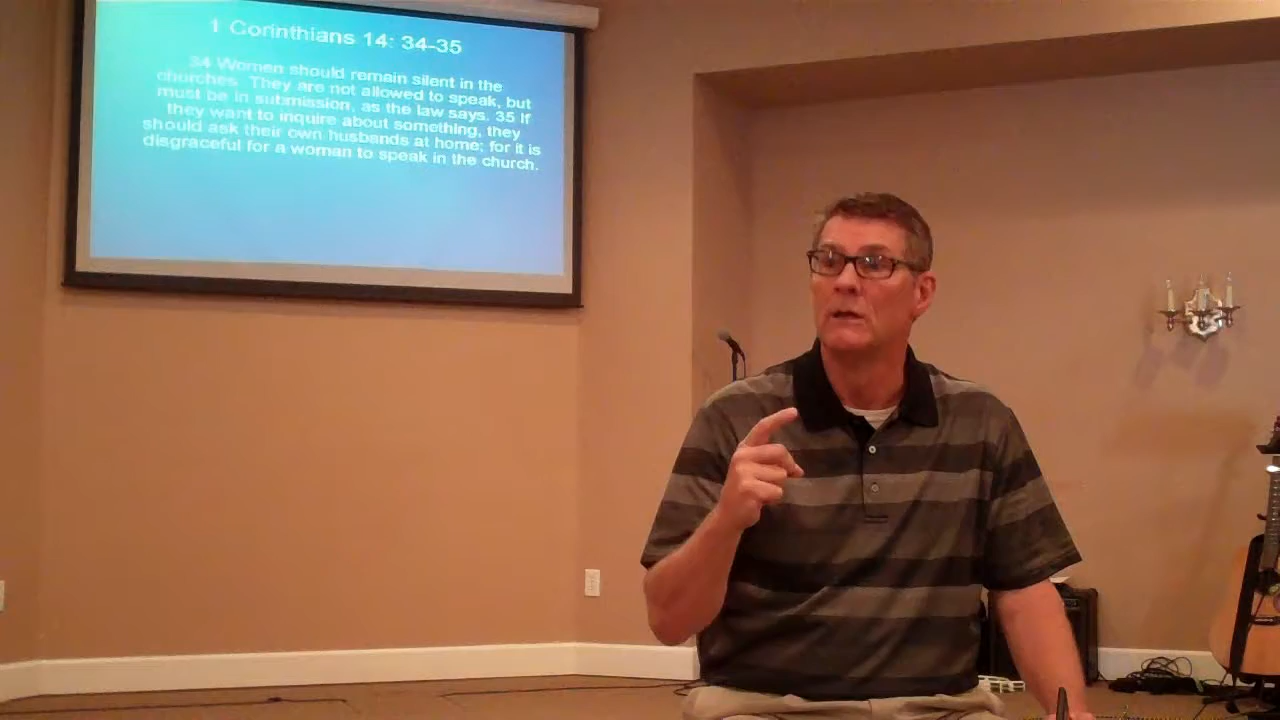 1 Corinthians 14: 34-35
34 Women should remain silent in the
churches. They are not allowed to speak, but
must be in submission, as the law says. 35 If
they want to inquire about something, they
should ask their own husbands at home; for it is
disgraceful for a woman to speak in the church.